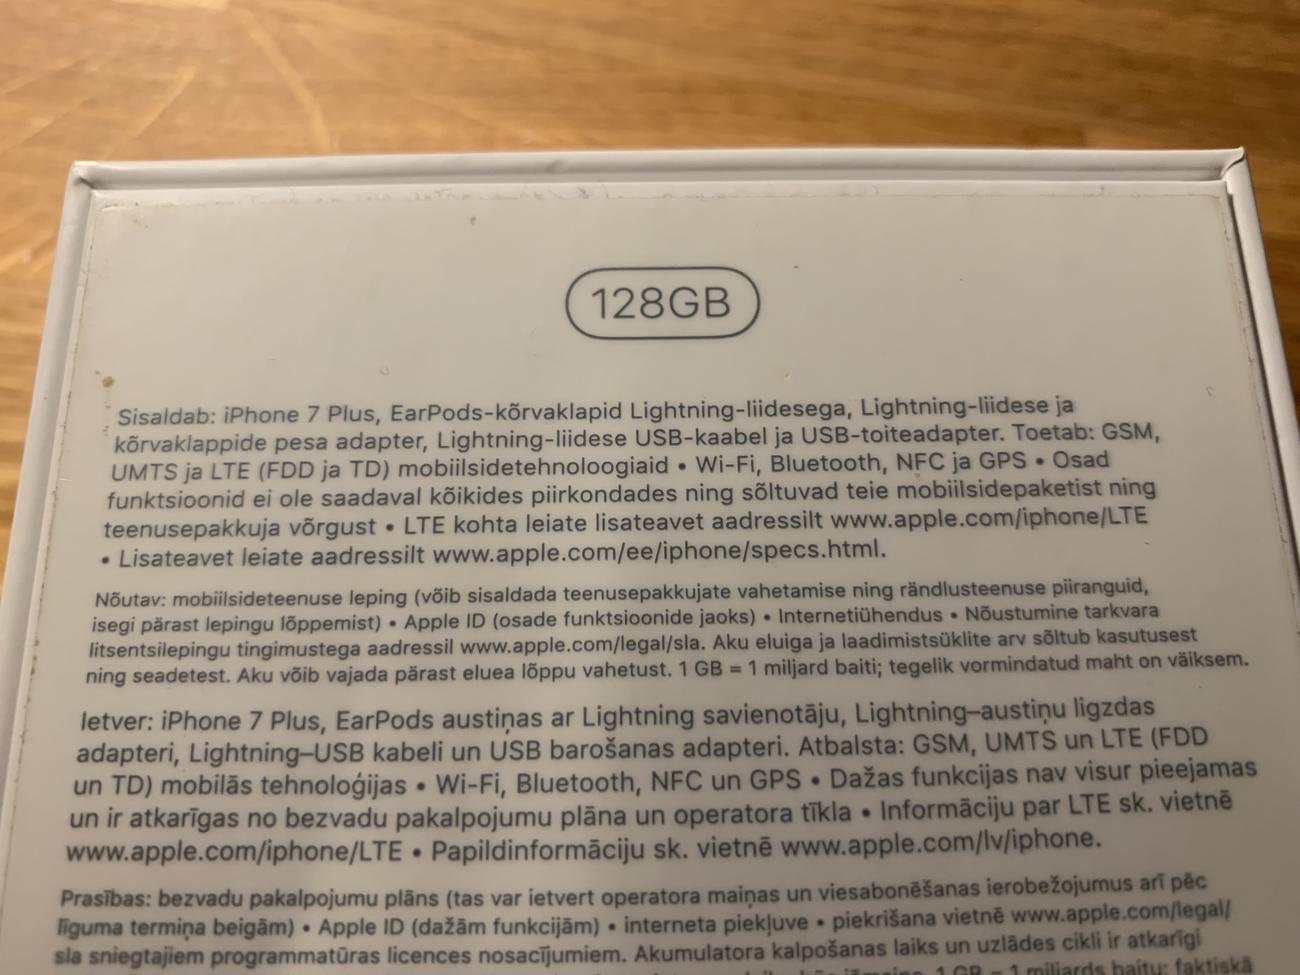 128GB
Sisaldab: iPhone 7 Plus, EarPods-kõrvaklapid Lightning-liidesega, Lightning-liidese ja
kõrvaklappide pesa adapter, Lightning-liidese USB-kaabel ja USB-toiteadapter. Toetab: GSM,
UMTS ja LTE (FDD ja TD) mobiilsidetehnoloogiaid • Wi-Fi, Bluetooth, NFC ja GPS • Osad
funktsioonid ei ole saadaval kõikides piirkondades ning sõltuvad teie mobiilsidepaketist ning
teenusepakkuja võrgust • LTE kohta leiate lisateavet aadressilt www.apple.com/iphone/LTE
• Lisateavet leiate aadressilt www.apple.com/ee/iphone/specs.html.
Nõutav: mobiilsideteenuse leping (võib sisaldada teenusepakkujate vahetamise ning rändlusteenuse piiranguid,
isegi pärast lepingu lõppemist) • Apple ID (osade funktsioonide jaoks) • Internetiühendus • Nõustumine tarkvara
litsentsilepingu tingimustega aadressil www.apple.com/legal/sla. Aku eluiga ja laadimistsüklite arv sõltub kasutusest
ning seadetest. Aku võib vajada pärast eluea lõppu vahetust. 1 GB = 1 miljard baiti; tegelik vormindatud maht on väiksem.
Ietver: iPhone 7 Plus, EarPods austiņas ar Lightning savienotāju, Lightning–austiņu ligzdas
adapteri, Lightning–USB kabeli un USB barošanas adapteri. Atbalsta: GSM, UMTS un LTE (FDD
un TD) mobilās tehnoloģijas • Wi-Fi, Bluetooth, NFC un GPS • Dažas funkcijas nav visur pieejamas
un ir atkarīgas no bezvadu pakalpojumu plāna un operatora tīkla • Informāciju par LTE sk. vietnē
www.apple.com/iphone/LTE • Papildinformāciju sk. vietnē www.apple.com/lv/iphone.
Prasības: bezvadu pakalpojumu plāns (tas var ietvert operatora maiņas un viesabonēšanas ierobežojumus arī pēc
līguma termiņa beigām) • Apple ID (dažām funkcijām) • interneta piekļuve • piekrišana vietnē www.apple.com/legal/
sla sniegtajiem programmatūras licences nosacījumiem. Akumulatora kalpošanas laiks un uzlādes cikli ir atkarīgi
1 GB = 1 miljards baitu; faktiskā